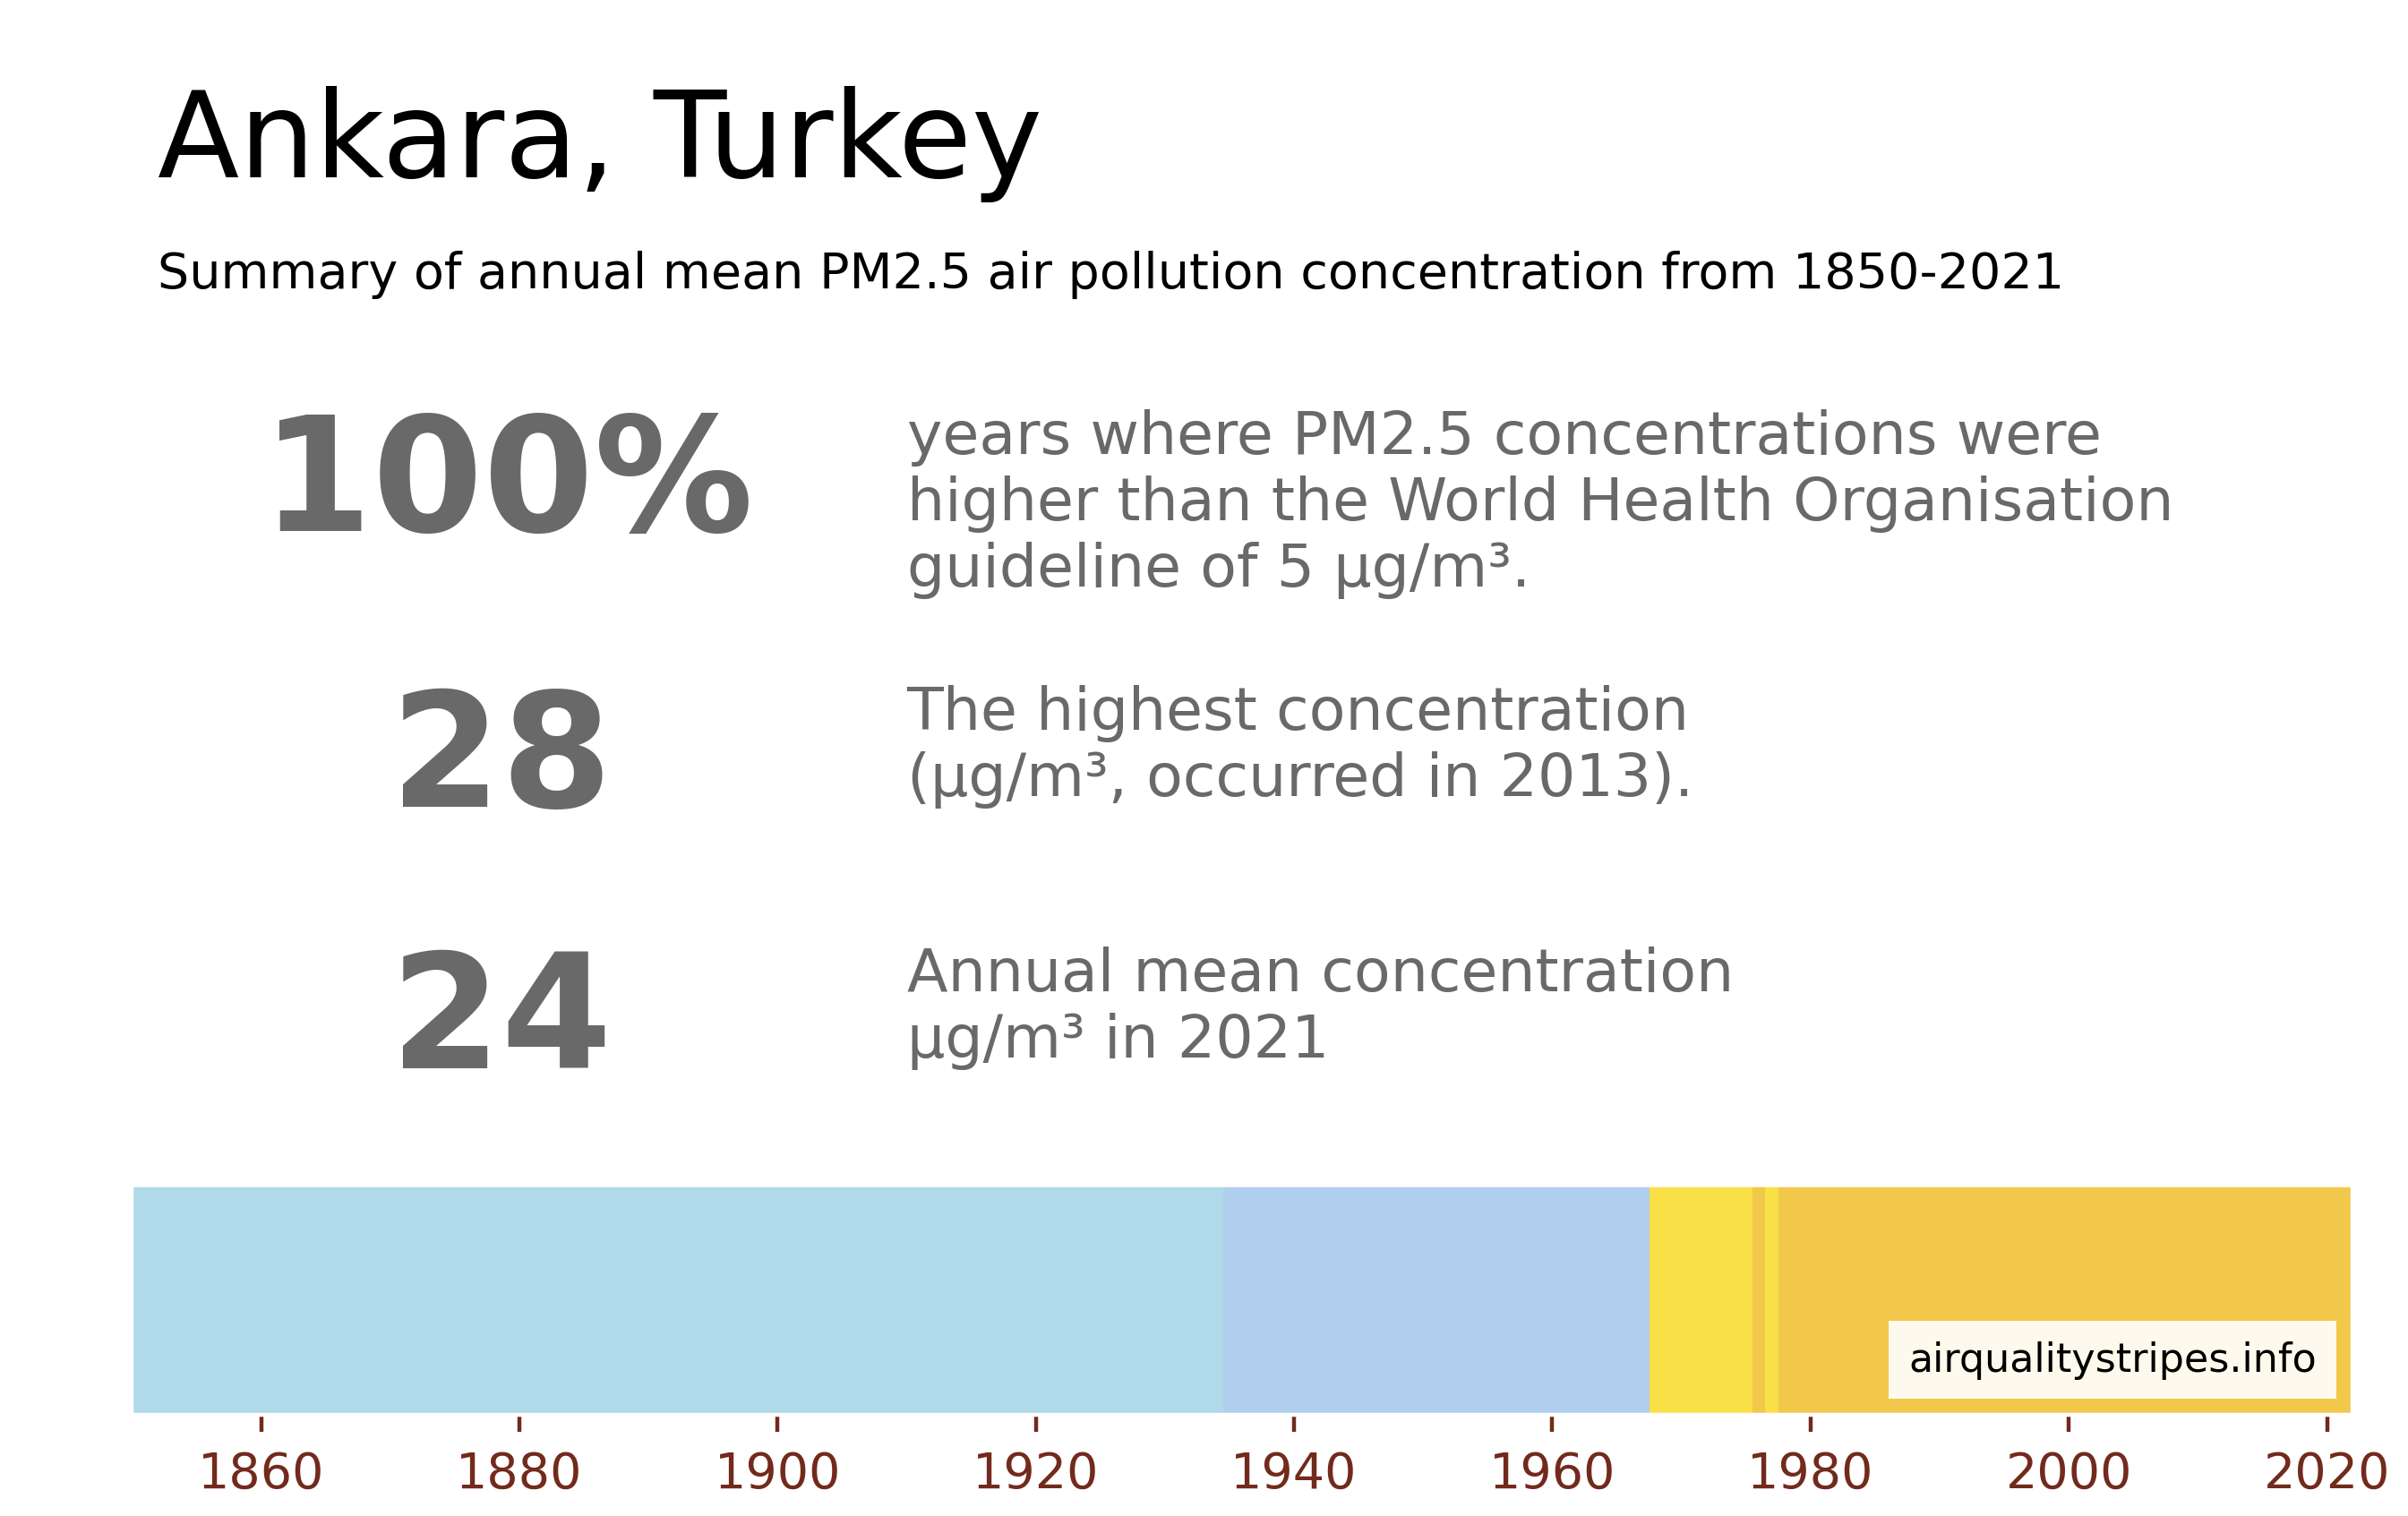 Ankara, Turkey
Summary of annual mean PM2.5 air pollution concentration from 1850-2021
100%
years where PM2.5 concentrations were
higher than the World Health Organisation
guideline of 5 µg/m³.
28
The highest concentration
(µg/m³, occurred in 2013).
24
Annual mean concentration
µg/m³ in 2021
airqualitystripes.info
1860 1880 1900 1920 1940 1960 1980 2000 2020